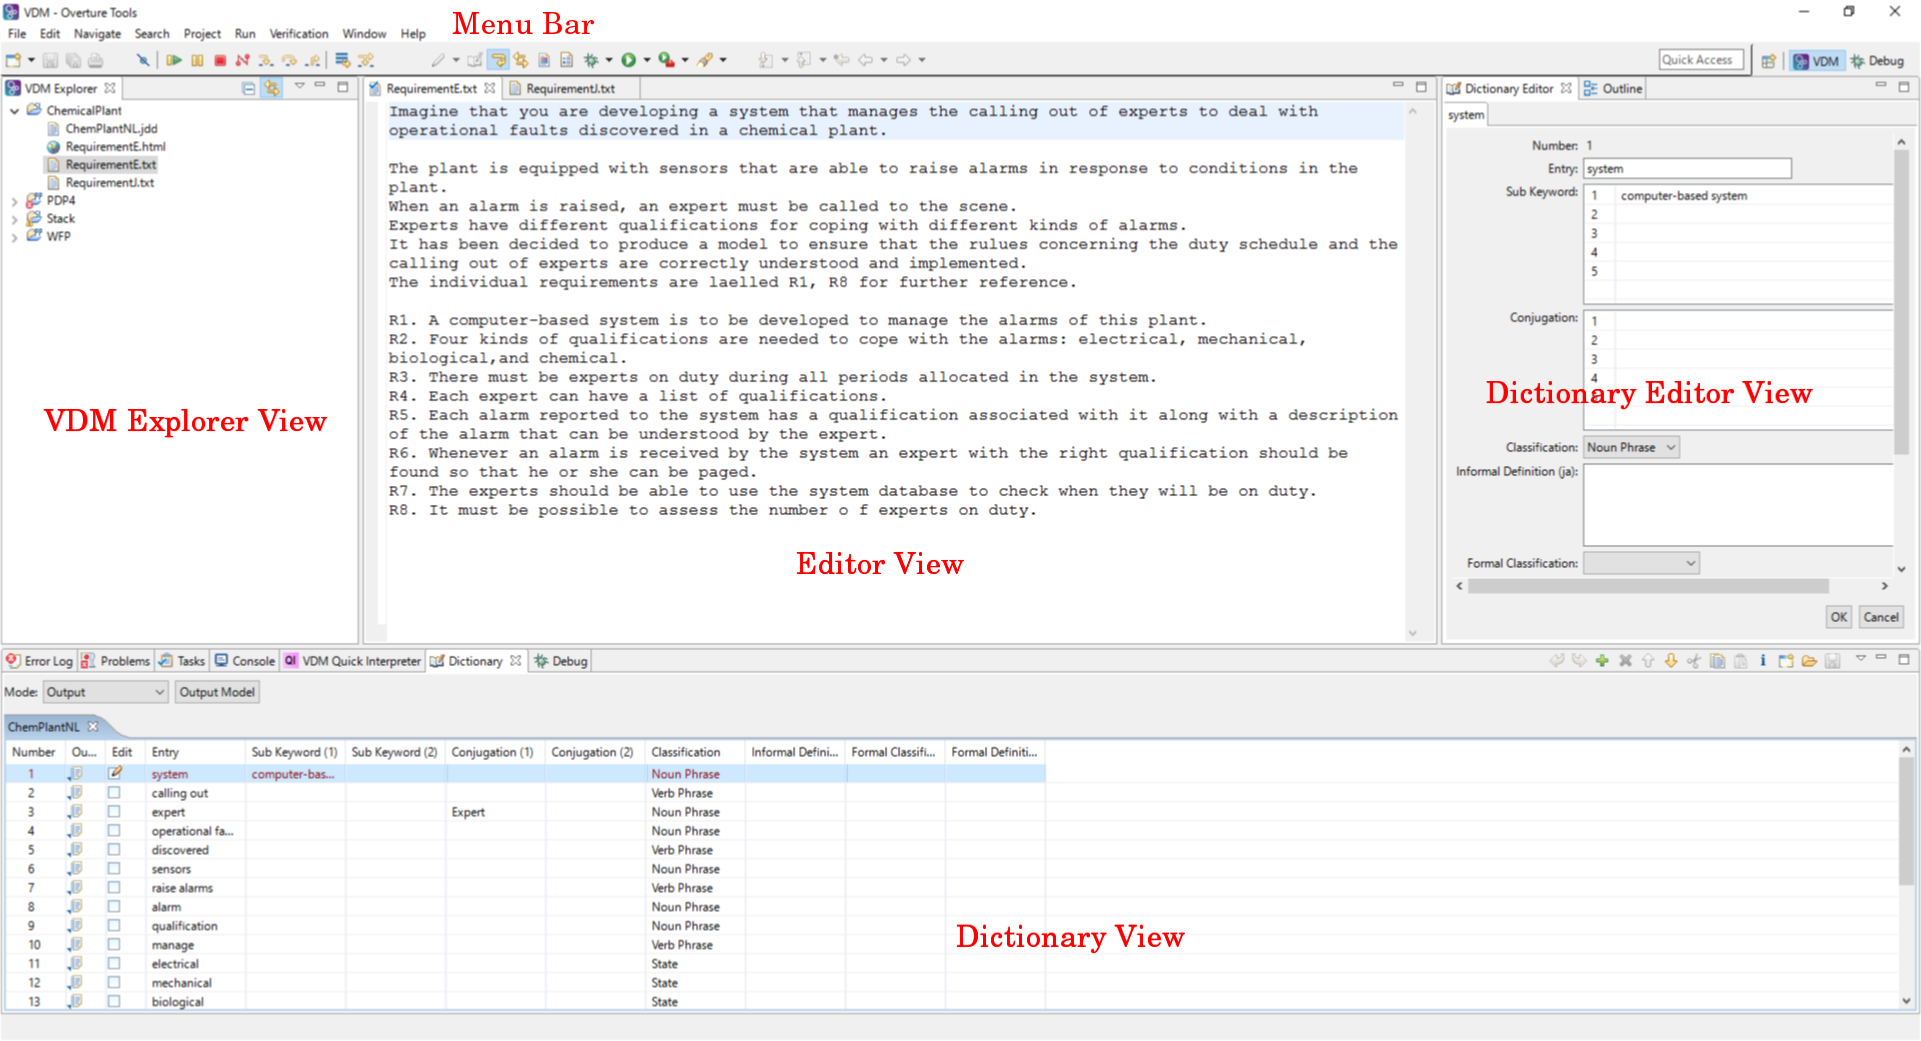 VDM - Overture Tools
Menu Bar
File Edit Navigate Search Project Run Verification Window Help
Quick Access VDM Debug
VDM Explorer
ChemicalPlant
ChemPlantNL.jdd
RequirementE.html
RequirementE.txt
RequirementJ.txt
PDP4
Stack
WFP
VDM Explorer View
RequirementE.txt RequirementJ.txt
Imagine that you are developing a system that manages the calling out of experts to deal with
operational faults discovered in a chemical plant.
The plant is equipped with sensors that are able to raise alarms in response to conditions in the
plant.
When an alarm is raised, an expert must be called to the scene.
Experts have different qualifications for coping with different kinds of alarms.
It has been decided to produce a model to ensure that the rulues concerning the duty schedule and the
calling out of experts are correctly understood and implemented.
The individual requirements are laelled R1, R8 for further reference.
R1. A computer-based system is to be developed to manage the alarms of this plant.
R2. Four kinds of qualifications are needed to cope with the alarms: electrical, mechanical,
biological,and chemical.
R3. There must be experts on duty during all periods allocated in the system.
R4. Each expert can have a list of qualifications.
R5. Each alarm reported to the system has a qualification associated with it along with a description
of the alarm that can be understood by the expert.
R6. Whenever an alarm is received by the system an expert with the right qualification should be
found so that he or she can be paged.
R7. The experts should be able to use the system database to check when they will be on duty.
R8. It must be possible to assess the number o f experts on duty.
Editor View
Dictionary Editor Outline
system
Number: 1
Entry: system
Sub Keyword: 1 computer-based system
2
3
4
5
Conjugation: 1
2
3
4
Dictionary Editor View
Classification: Noun Phrase
Informal Definition (ja):
Formal Classification:
OK Cancel
Error Log Problems Tasks Console QI VDM Quick Interpreter Dictionary Debug
Mode: Output Output Model
ChemPlantNL
Number Ou... Edit Entry Sub Keyword (1) Sub Keyword (2) Conjugation (1) Conjugation (2) Classification Informal Defini... Formal Classifi... Formal Definiti...
1 system computer-bas... Noun Phrase
2 calling out Verb Phrase
3 expert Expert Noun Phrase
4 operational fa... Noun Phrase
5 discovered Verb Phrase
6 sensors Noun Phrase
7 raise alarms Verb Phrase
8 alarm Noun Phrase
9 qualification Noun Phrase
10 manage Verb Phrase
11 electrical State
12 mechanical State
13 biological State
Dictionary View